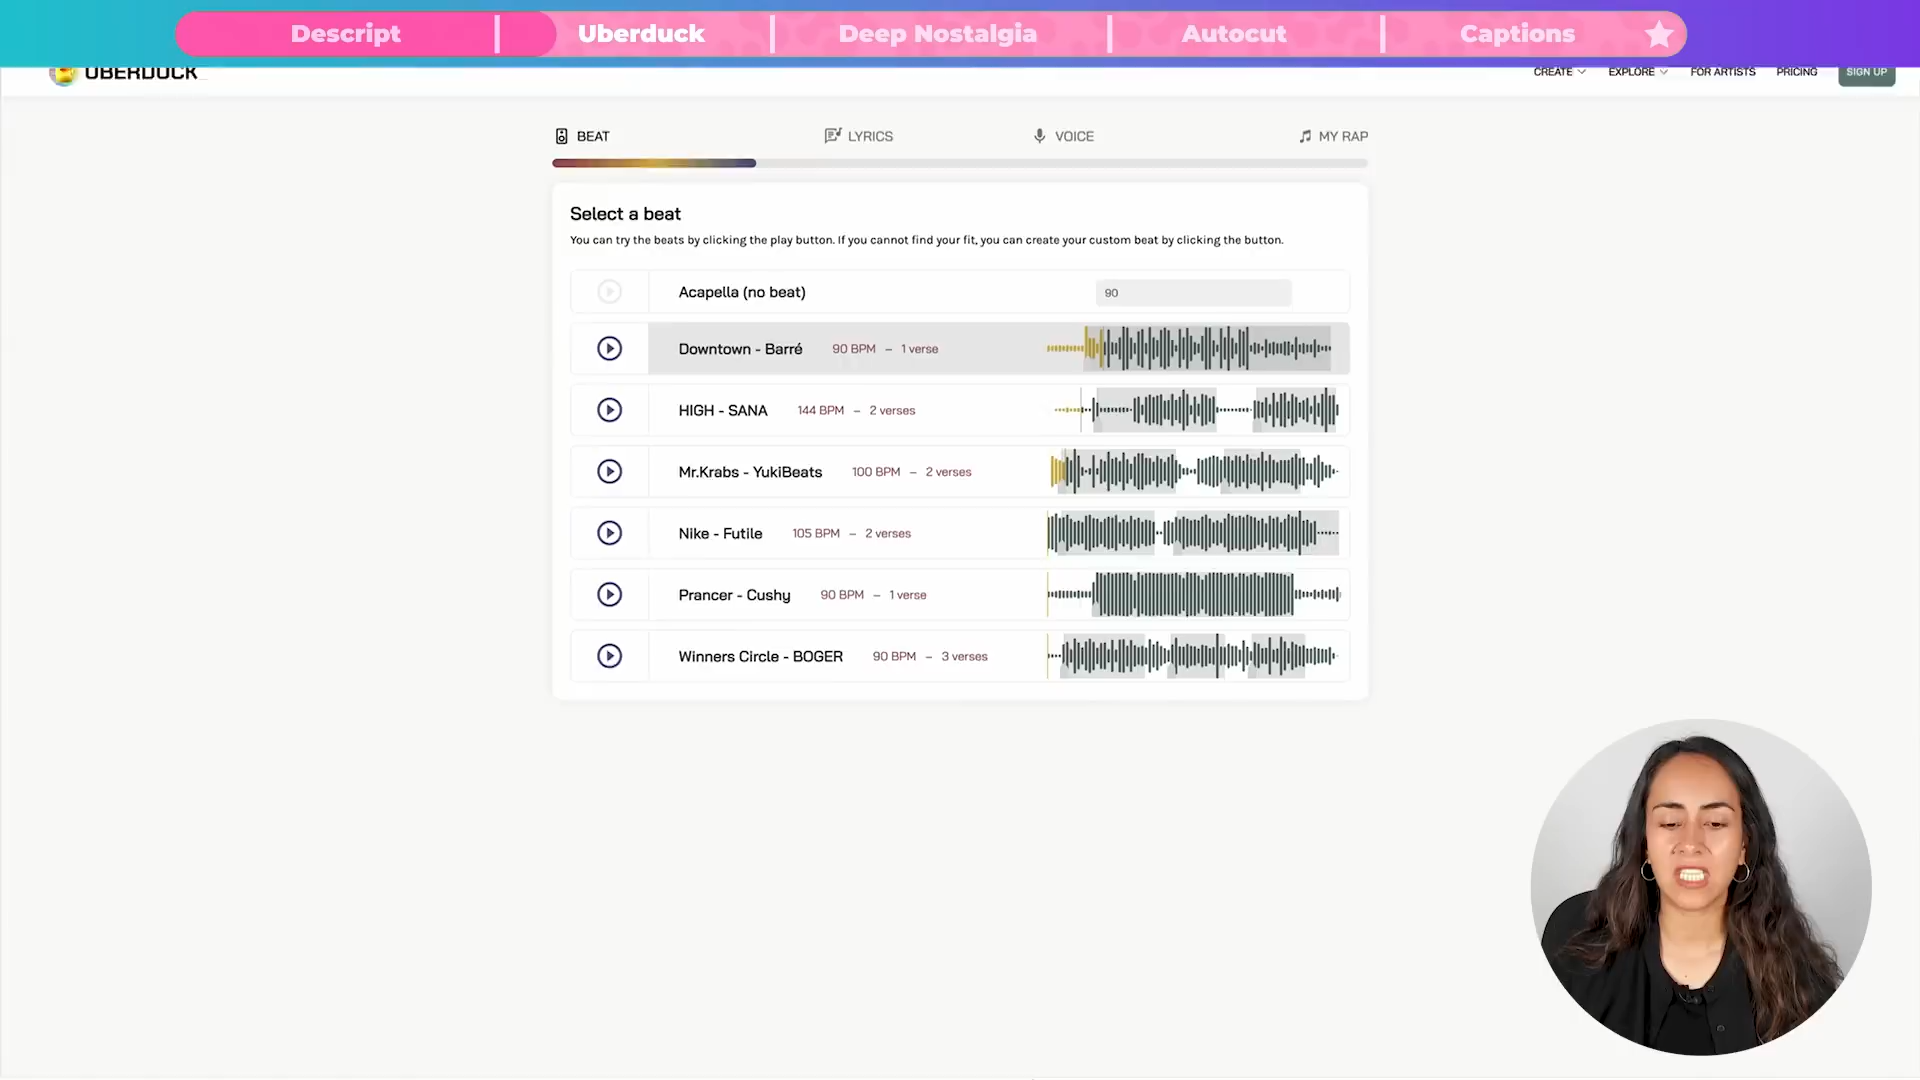 Descript Uberduck Deep Nostalgia Autocut Captions
UBERDUCK CREATE EXPLORE FOR ARTISTS PRICING SIGN UP
BEAT LYRICS VOICE MY RAP
Select a beat
You can try the beats by clicking the play button. If you cannot find your fit, you can create your custom beat by clicking the button.
Acapella (no beat) 90
Downtown - Barré 90 BPM – 1 verse
HIGH - SANA 144 BPM – 2 verses
Mr.Krabs - YukiBeats 100 BPM – 2 verses
Nike - Futile 105 BPM – 2 verses
Prancer - Cushy 90 BPM – 1 verse
Winners Circle - BOGER 90 BPM – 3 verses